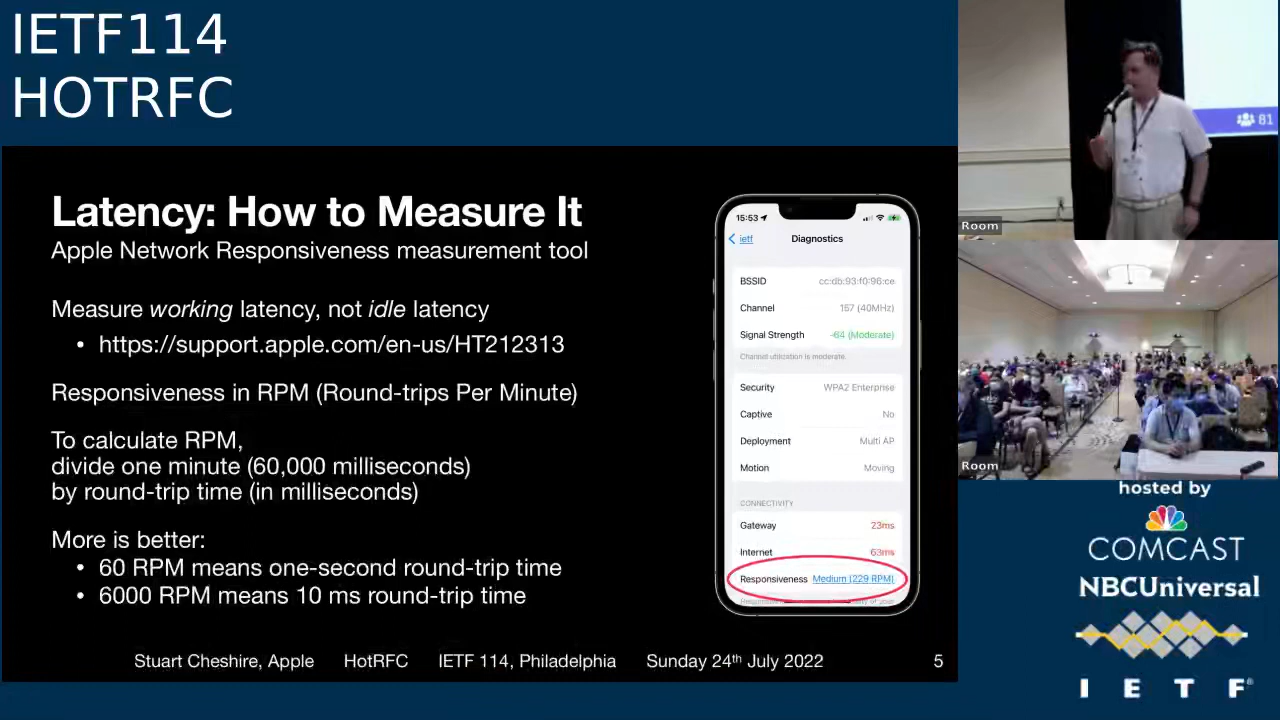 IETF114
HOTRFC
Latency: How to Measure It
Apple Network Responsiveness measurement tool
Measure working latency, not idle latency
• https://support.apple.com/en-us/HT212313
Responsiveness in RPM (Round-trips Per Minute)
To calculate RPM,
divide one minute (60,000 milliseconds)
by round-trip time (in milliseconds)
More is better:
• 60 RPM means one-second round-trip time
• 6000 RPM means 10 ms round-trip time
15:53
ietf
Diagnostics
BSSID cc:db:93:f0:96:ce
Channel 157 (40MHz)
Signal Strength -64 (Moderate)
Channel utilization is moderate.
Security WPA2 Enterprise
Captive No
Deployment Multi AP
Motion Moving
CONNECTIVITY
Gateway 23ms
Internet 63ms
Responsiveness Medium (229 RPM)
Stuart Cheshire, Apple HotRFC IETF 114, Philadelphia Sunday 24th July 2022 5
81
Room
Room
hosted by
COMCAST
NBCUniversal
I E T F®